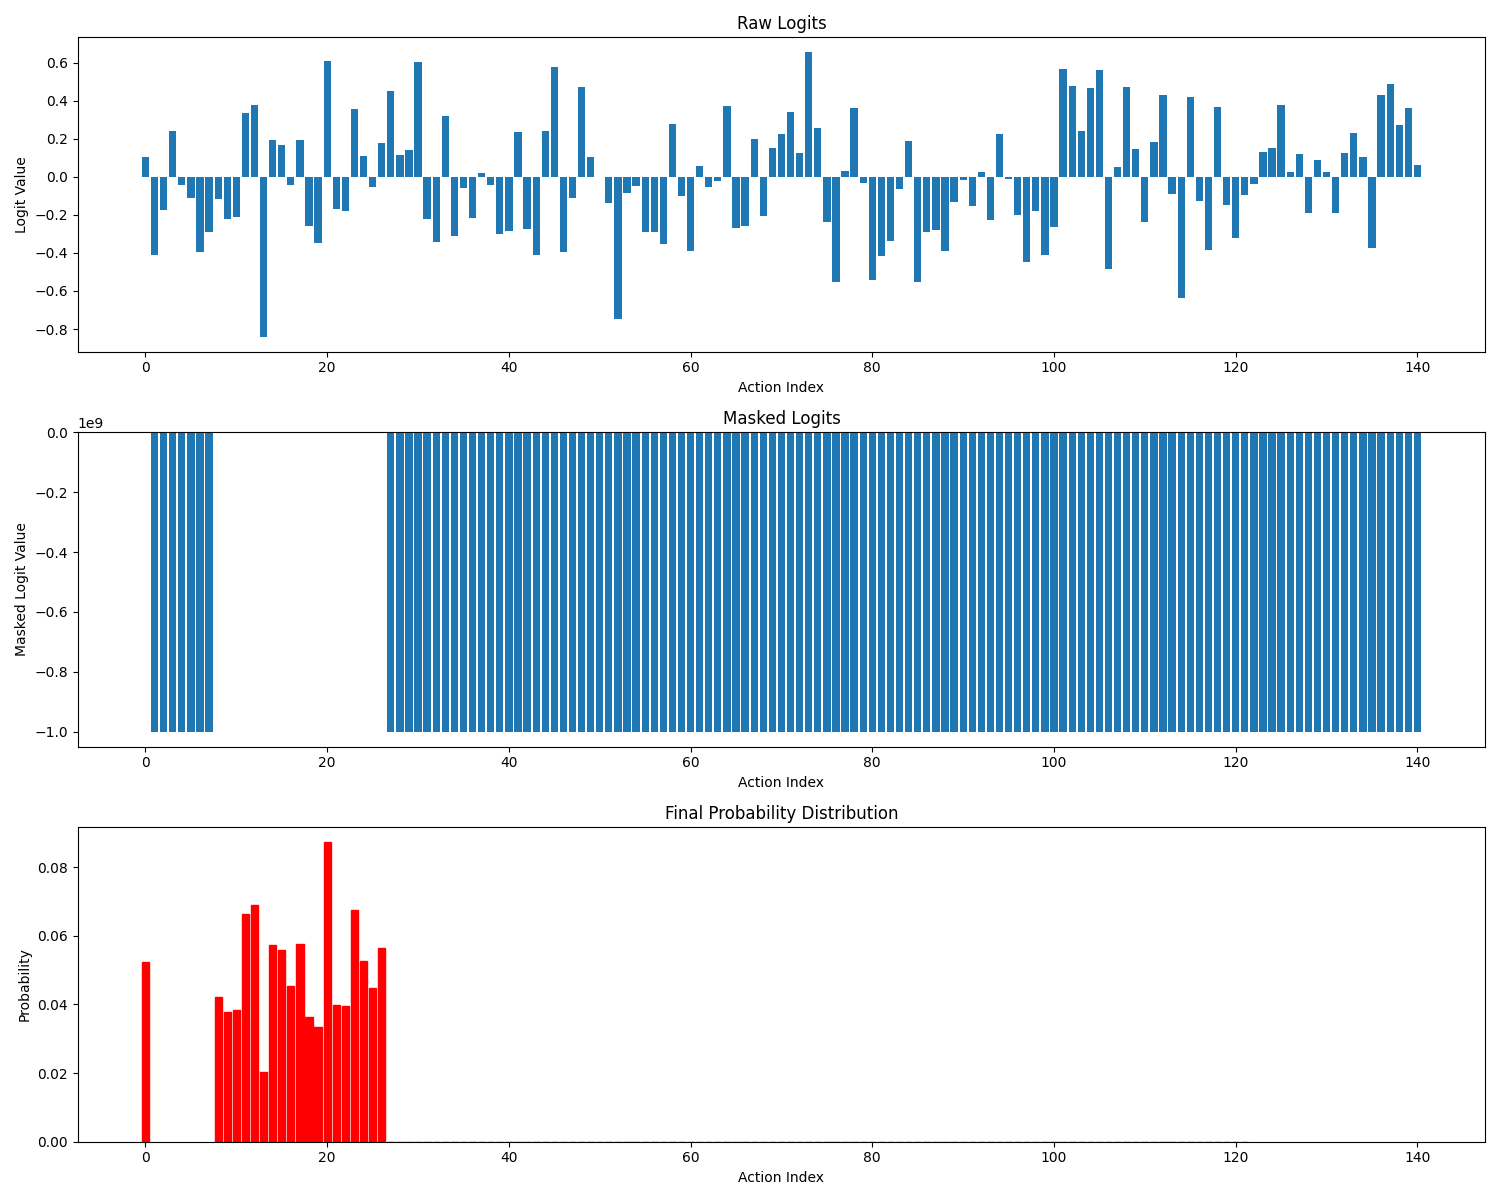 Raw Logits
0.6
0.4
0.2
0.0
−0.2
−0.4
−0.6
−0.8
Logit Value
0 20 40 60 80 100 120 140
Action Index
Masked Logits
1e9
0.0
−0.2
−0.4
−0.6
−0.8
−1.0
Masked Logit Value
0 20 40 60 80 100 120 140
Action Index
Final Probability Distribution
0.08
0.06
0.04
0.02
0.00
Probability
0 20 40 60 80 100 120 140
Action Index